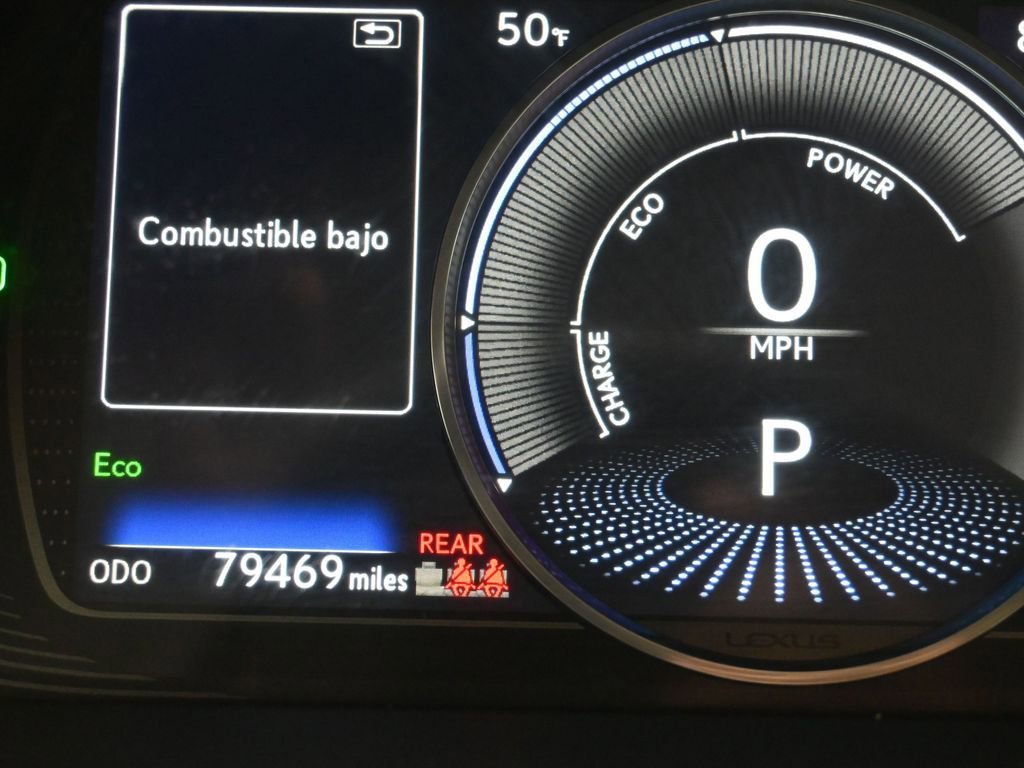 50°F
Combustible bajo
POWER
ECO
0
MPH
CHARGE
P
Eco
REAR
ODO 79469 miles
LEXUS